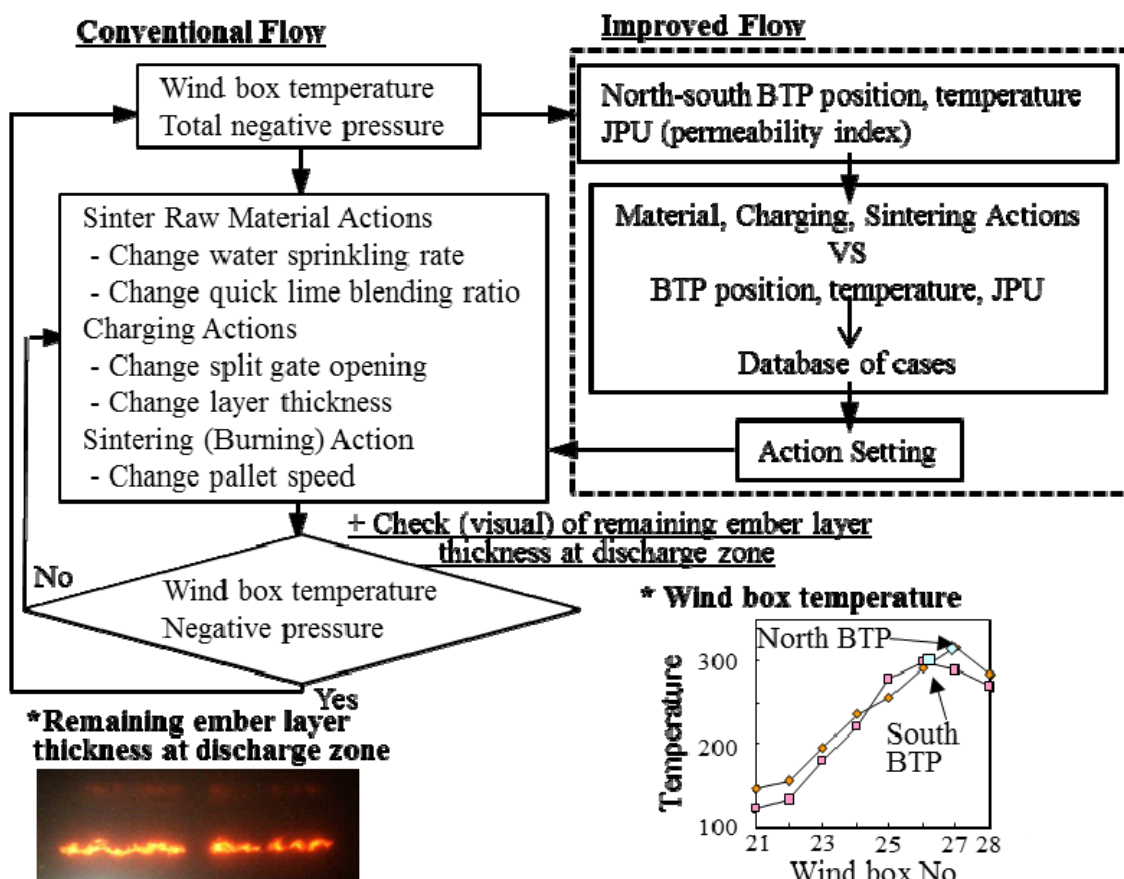 Conventional Flow
Wind box temperature
Total negative pressure
Sinter Raw Material Actions
- Change water sprinkling rate
- Change quick lime blending ratio
Charging Actions
- Change split gate opening
- Change layer thickness
Sintering (Burning) Action
- Change pallet speed
Improved Flow
North-south BTP position, temperature
JPU (permeability index)
Material, Charging, Sintering Actions
VS
BTP position, temperature, JPU
Database of cases
Action Setting
+ Check (visual) of remaining ember layer
thickness at discharge zone
No
Wind box temperature
Negative pressure
Yes
*Remaining ember layer
thickness at discharge zone
* Wind box temperature
North BTP
South
BTP
Temperature
300
200
100
21
23
25
27
28
Wind box No